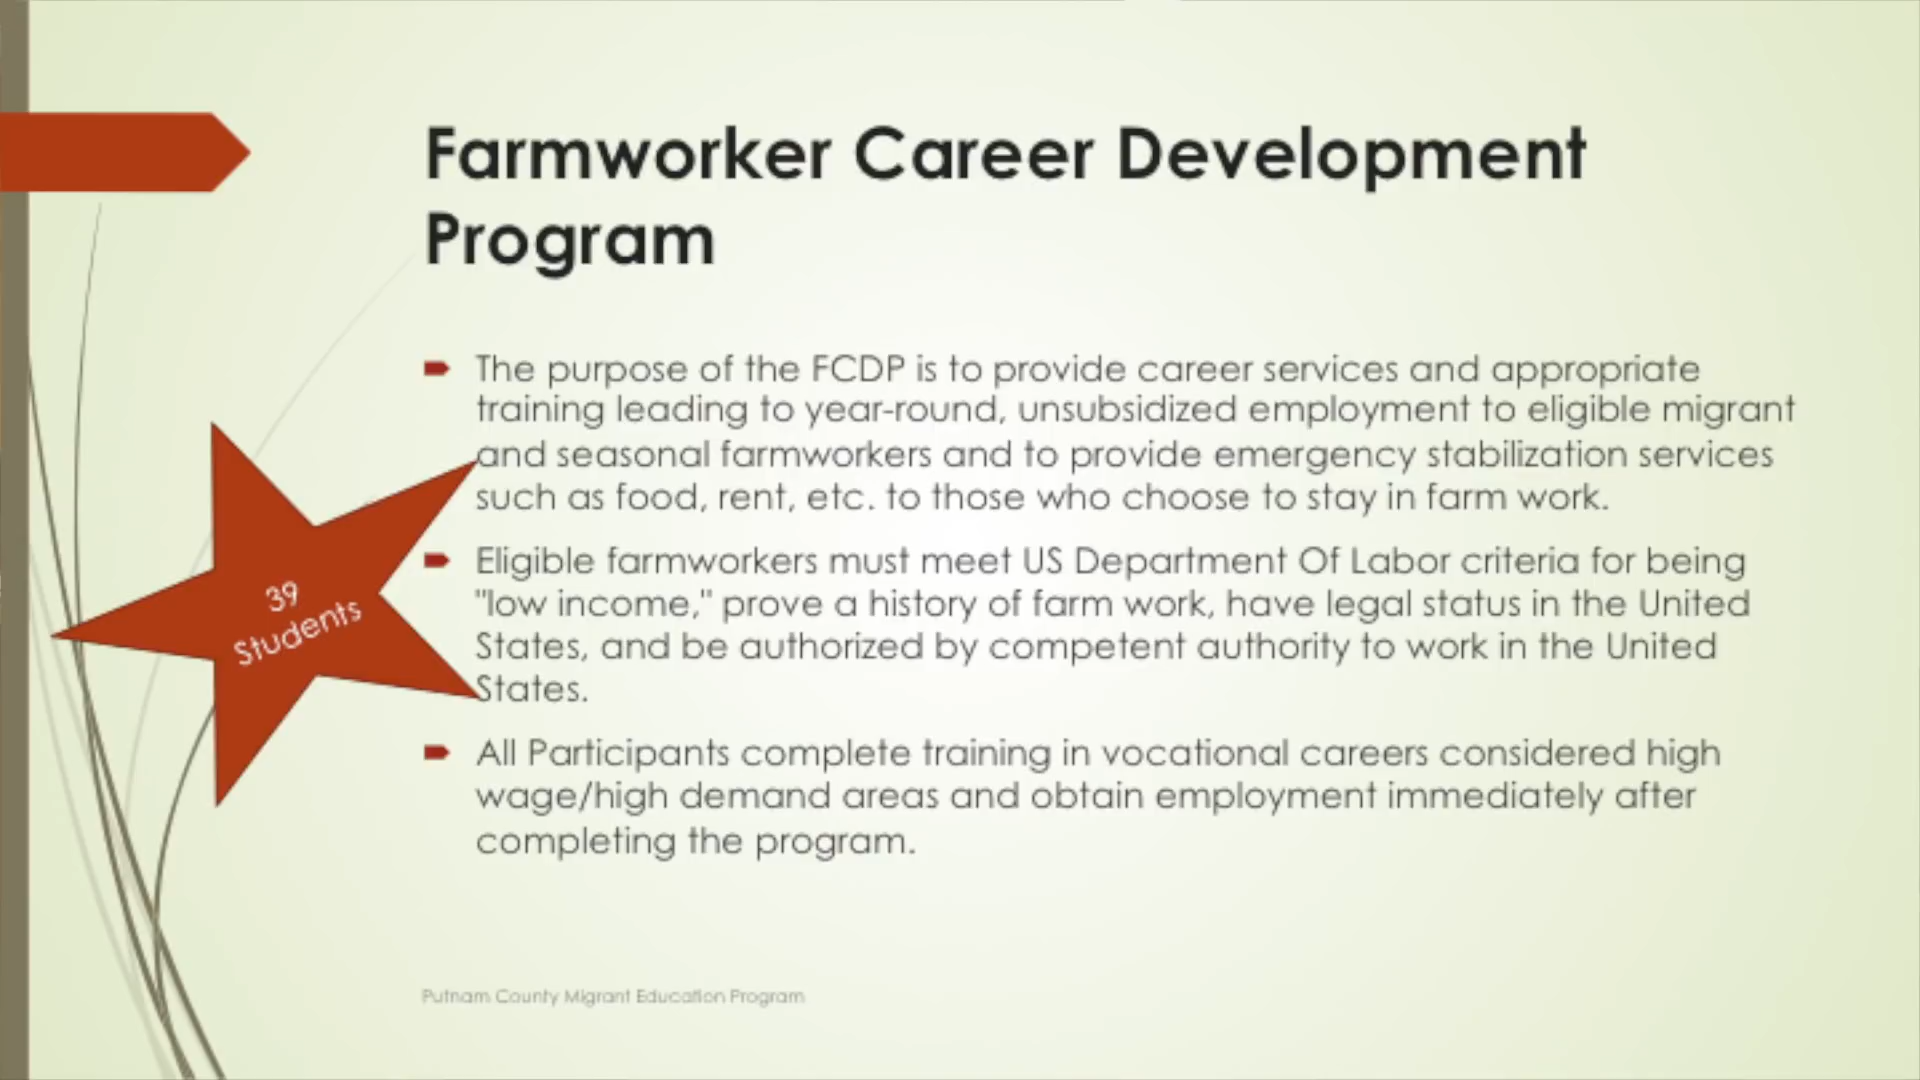 Farmworker Career Development
Program
The purpose of the FCDP is to provide career services and appropriate
training leading to year-round, unsubsidized employment to eligible migrant
and seasonal farmworkers and to provide emergency stabilization services
such as food, rent, etc. to those who choose to stay in farm work.
Eligible farmworkers must meet US Department Of Labor criteria for being
"low income," prove a history of farm work, have legal status in the United
States, and be authorized by competent authority to work in the United
States.
All Participants complete training in vocational careers considered high
wage/high demand areas and obtain employment immediately after
completing the program.
39
Students
Putnam County Migrant Education Program